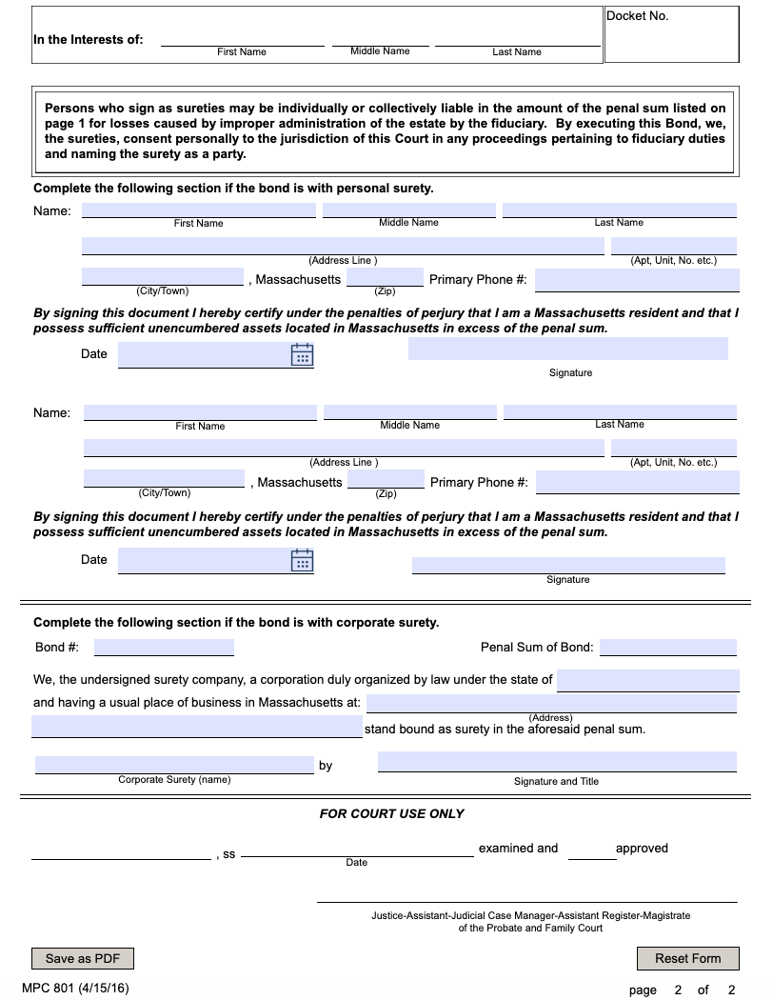 Docket No.
In the Interests of:
First Name Middle Name Last Name
Persons who sign as sureties may be individually or collectively liable in the amount of the penal sum listed on
page 1 for losses caused by improper administration of the estate by the fiduciary. By executing this Bond, we,
the sureties, consent personally to the jurisdiction of this Court in any proceedings pertaining to fiduciary duties
and naming the surety as a party.
Complete the following section if the bond is with personal surety.
Name:
First Name Middle Name Last Name
(Address Line ) (Apt, Unit, No. etc.)
, Massachusetts Primary Phone #:
(City/Town) (Zip)
By signing this document I hereby certify under the penalties of perjury that I am a Massachusetts resident and that I
possess sufficient unencumbered assets located in Massachusetts in excess of the penal sum.
Date
Signature
Name:
First Name Middle Name Last Name
(Address Line ) (Apt, Unit, No. etc.)
, Massachusetts Primary Phone #:
(City/Town) (Zip)
By signing this document I hereby certify under the penalties of perjury that I am a Massachusetts resident and that I
possess sufficient unencumbered assets located in Massachusetts in excess of the penal sum.
Date
Signature
Complete the following section if the bond is with corporate surety.
Bond #: Penal Sum of Bond:
We, the undersigned surety company, a corporation duly organized by law under the state of
and having a usual place of business in Massachusetts at:
(Address)
stand bound as surety in the aforesaid penal sum.
by
Corporate Surety (name) Signature and Title
FOR COURT USE ONLY
, ss examined and approved
Date
Justice-Assistant-Judicial Case Manager-Assistant Register-Magistrate
of the Probate and Family Court
Save as PDF Reset Form
MPC 801 (4/15/16) page 2 of 2